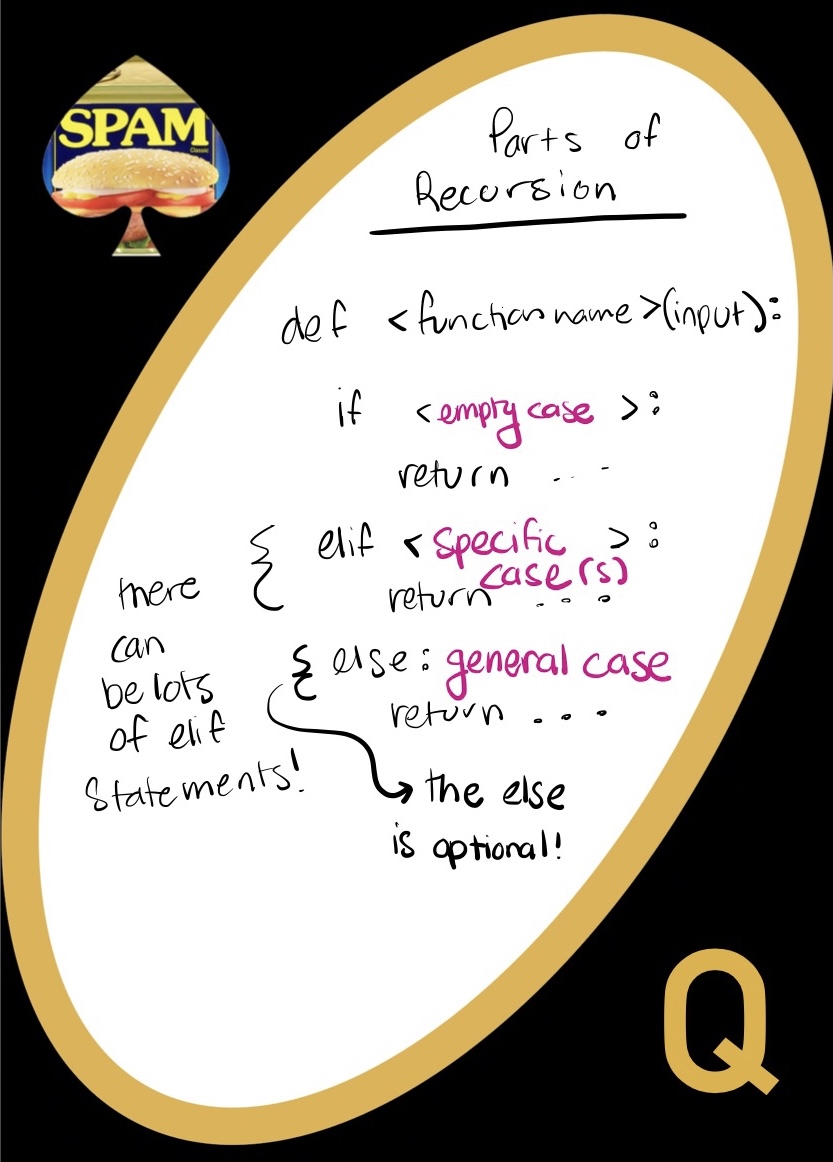 SPAM
Classic
Parts of
Recursion
def <function name>(input):
if <empty case>:
return ...
elif <specific case(s)>:
return ...
else: general case
return ...
there
can
be lots
of elif
statements!
the else
is optional!
Q